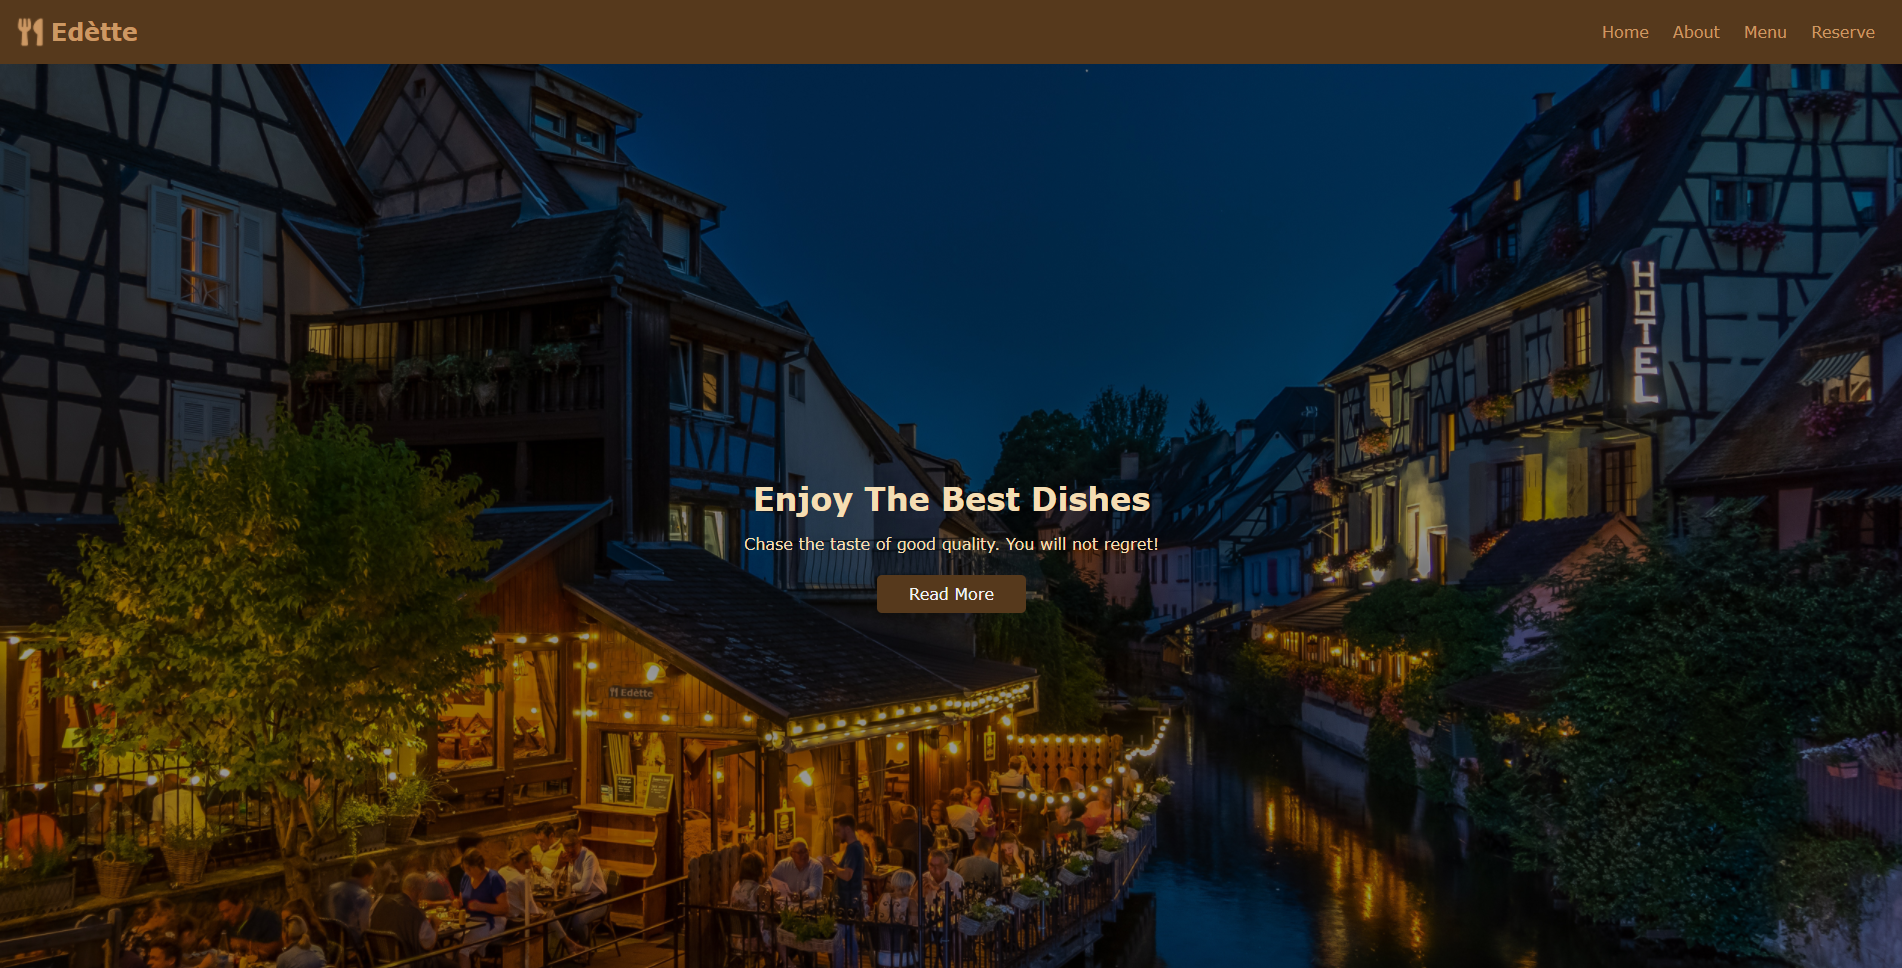 Edètte
Home About Menu Reserve
HOTEL
Enjoy The Best Dishes
Chase the taste of good quality. You will not regret!
Read More
Edètte